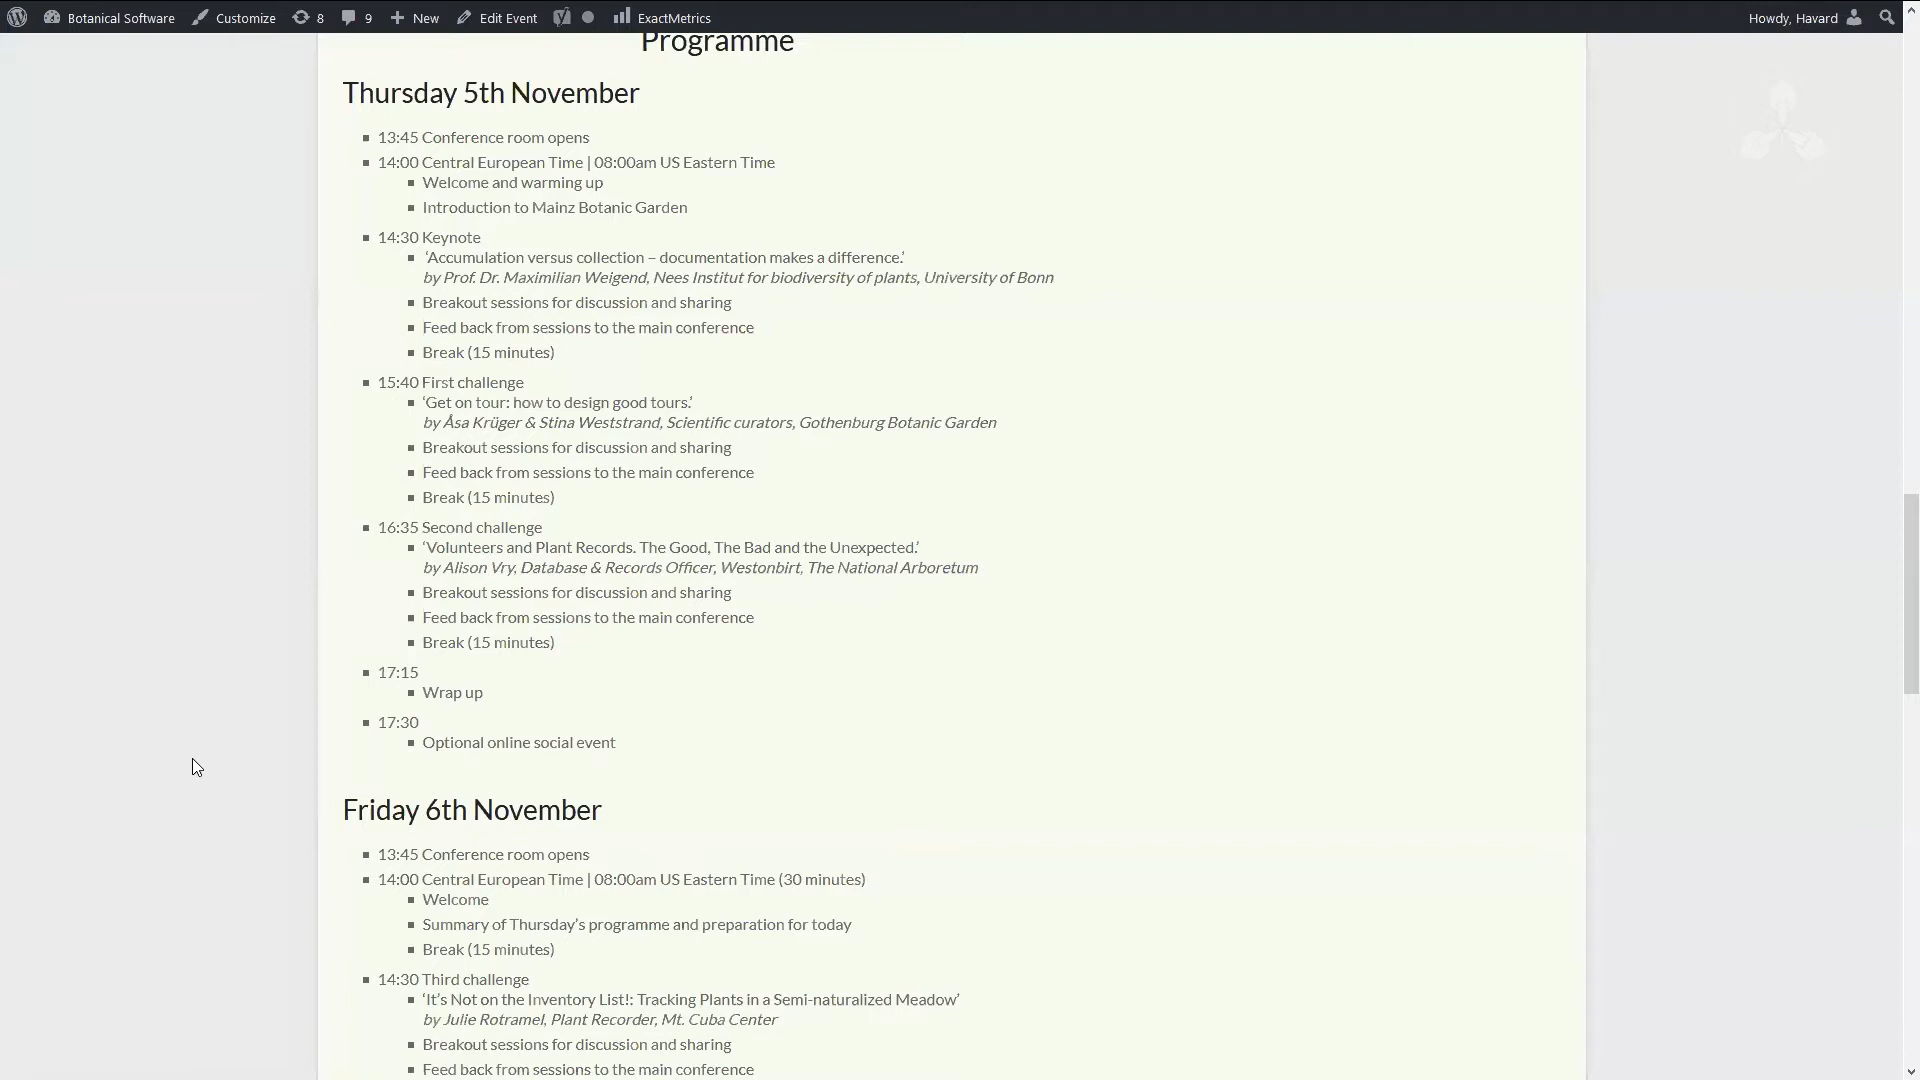 Botanical Software Customize 8 9 New Edit Event ExactMetrics Howdy, Havard
Programme
Thursday 5th November
13:45 Conference room opens
14:00 Central European Time | 08:00am US Eastern Time
Welcome and warming up
Introduction to Mainz Botanic Garden
14:30 Keynote
‘Accumulation versus collection – documentation makes a difference.’
by Prof. Dr. Maximilian Weigend, Nees Institut for biodiversity of plants, University of Bonn
Breakout sessions for discussion and sharing
Feed back from sessions to the main conference
Break (15 minutes)
15:40 First challenge
‘Get on tour: how to design good tours.’
by Åsa Krüger & Stina Weststrand, Scientific curators, Gothenburg Botanic Garden
Breakout sessions for discussion and sharing
Feed back from sessions to the main conference
Break (15 minutes)
16:35 Second challenge
‘Volunteers and Plant Records. The Good, The Bad and the Unexpected.’
by Alison Vry, Database & Records Officer, Westonbirt, The National Arboretum
Breakout sessions for discussion and sharing
Feed back from sessions to the main conference
Break (15 minutes)
17:15
Wrap up
17:30
Optional online social event
Friday 6th November
13:45 Conference room opens
14:00 Central European Time | 08:00am US Eastern Time (30 minutes)
Welcome
Summary of Thursday’s programme and preparation for today
Break (15 minutes)
14:30 Third challenge
‘It’s Not on the Inventory List!: Tracking Plants in a Semi-naturalized Meadow’
by Julie Rotramel, Plant Recorder, Mt. Cuba Center
Breakout sessions for discussion and sharing
Feed back from sessions to the main conference